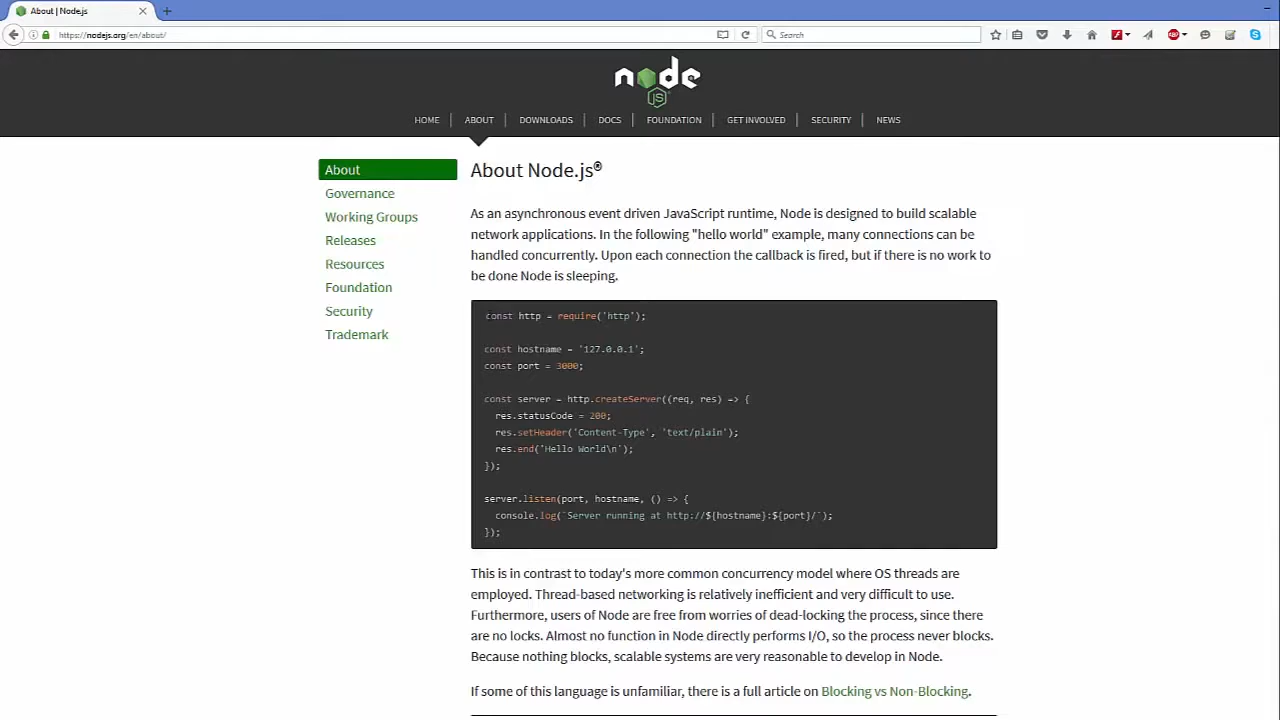 About | Node.js
https://nodejs.org/en/about/
Search
ABP
node
JS
HOME
ABOUT
DOWNLOADS
DOCS
FOUNDATION
GET INVOLVED
SECURITY
NEWS
About
Governance
Working Groups
Releases
Resources
Foundation
Security
Trademark
About Node.js®
As an asynchronous event driven JavaScript runtime, Node is designed to build scalable
network applications. In the following "hello world" example, many connections can be
handled concurrently. Upon each connection the callback is fired, but if there is no work to
be done Node is sleeping.
const http = require('http');
const hostname = '127.0.0.1';
const port = 3000;
const server = http.createServer((req, res) => {
res.statusCode = 200;
res.setHeader('Content-Type', 'text/plain');
res.end('Hello World\n');
});
server.listen(port, hostname, () => {
console.log(`Server running at http://${hostname}:${port}/`);
});
This is in contrast to today's more common concurrency model where OS threads are
employed. Thread-based networking is relatively inefficient and very difficult to use.
Furthermore, users of Node are free from worries of dead-locking the process, since there
are no locks. Almost no function in Node directly performs I/O, so the process never blocks.
Because nothing blocks, scalable systems are very reasonable to develop in Node.
If some of this language is unfamiliar, there is a full article on Blocking vs Non-Blocking.